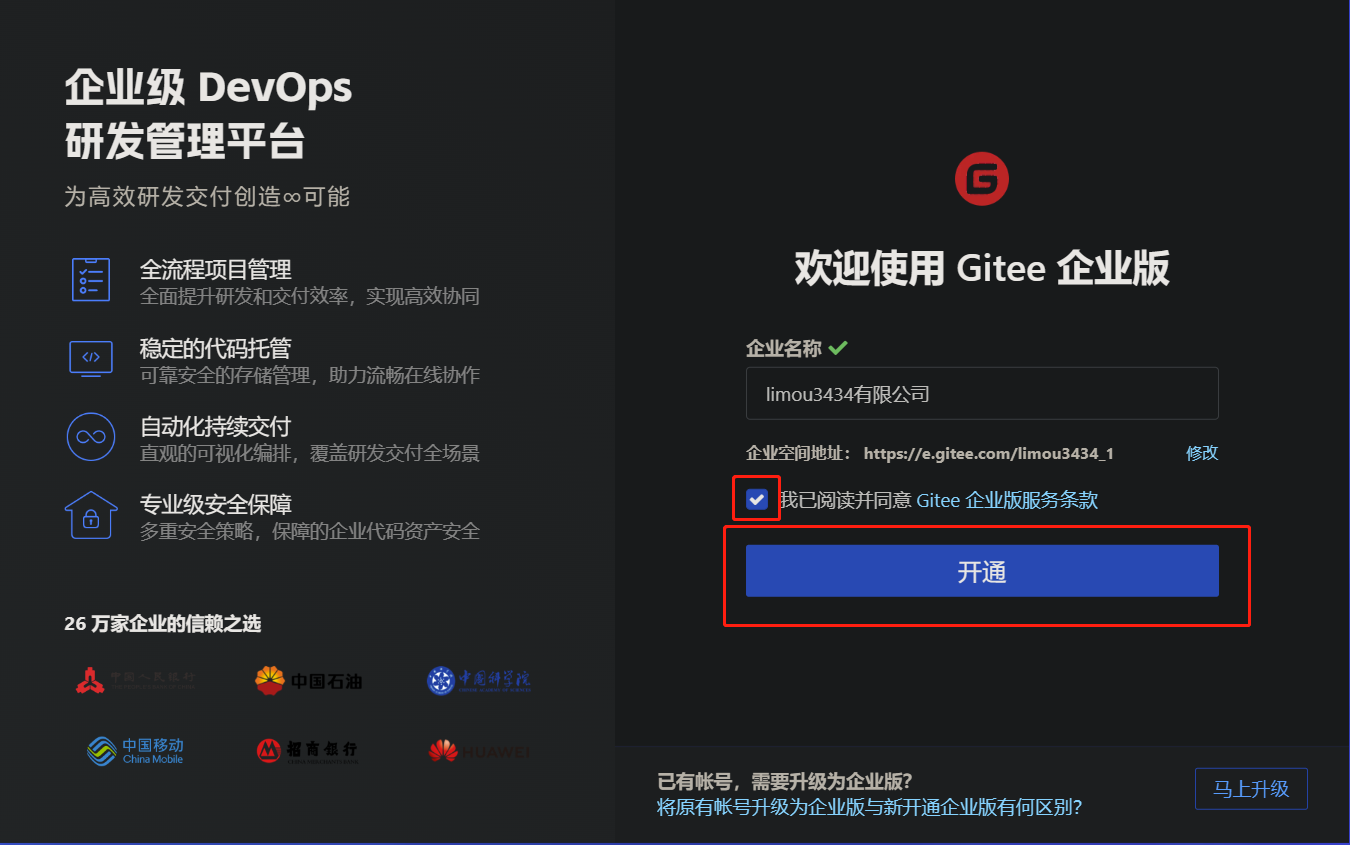 企业级 DevOps
研发管理平台
为高效研发交付创造∞可能
全流程项目管理
全面提升研发和交付效率，实现高效协同
稳定的代码托管
可靠安全的存储管理，助力流畅在线协作
自动化持续交付
直观的可视化编排，覆盖研发交付全场景
专业级安全保障
多重安全策略，保障的企业代码资产安全
26 万家企业的信赖之选
中国人民银行
中国石油
中国科学院
中国移动
China Mobile
招商银行
HUAWEI
欢迎使用 Gitee 企业版
企业名称
limou3434有限公司
企业空间地址： https://e.gitee.com/limou3434_1
修改
我已阅读并同意 Gitee 企业版服务条款
开通
已有帐号，需要升级为企业版？
将原有帐号升级为企业版与新开通企业版有何区别？
马上升级